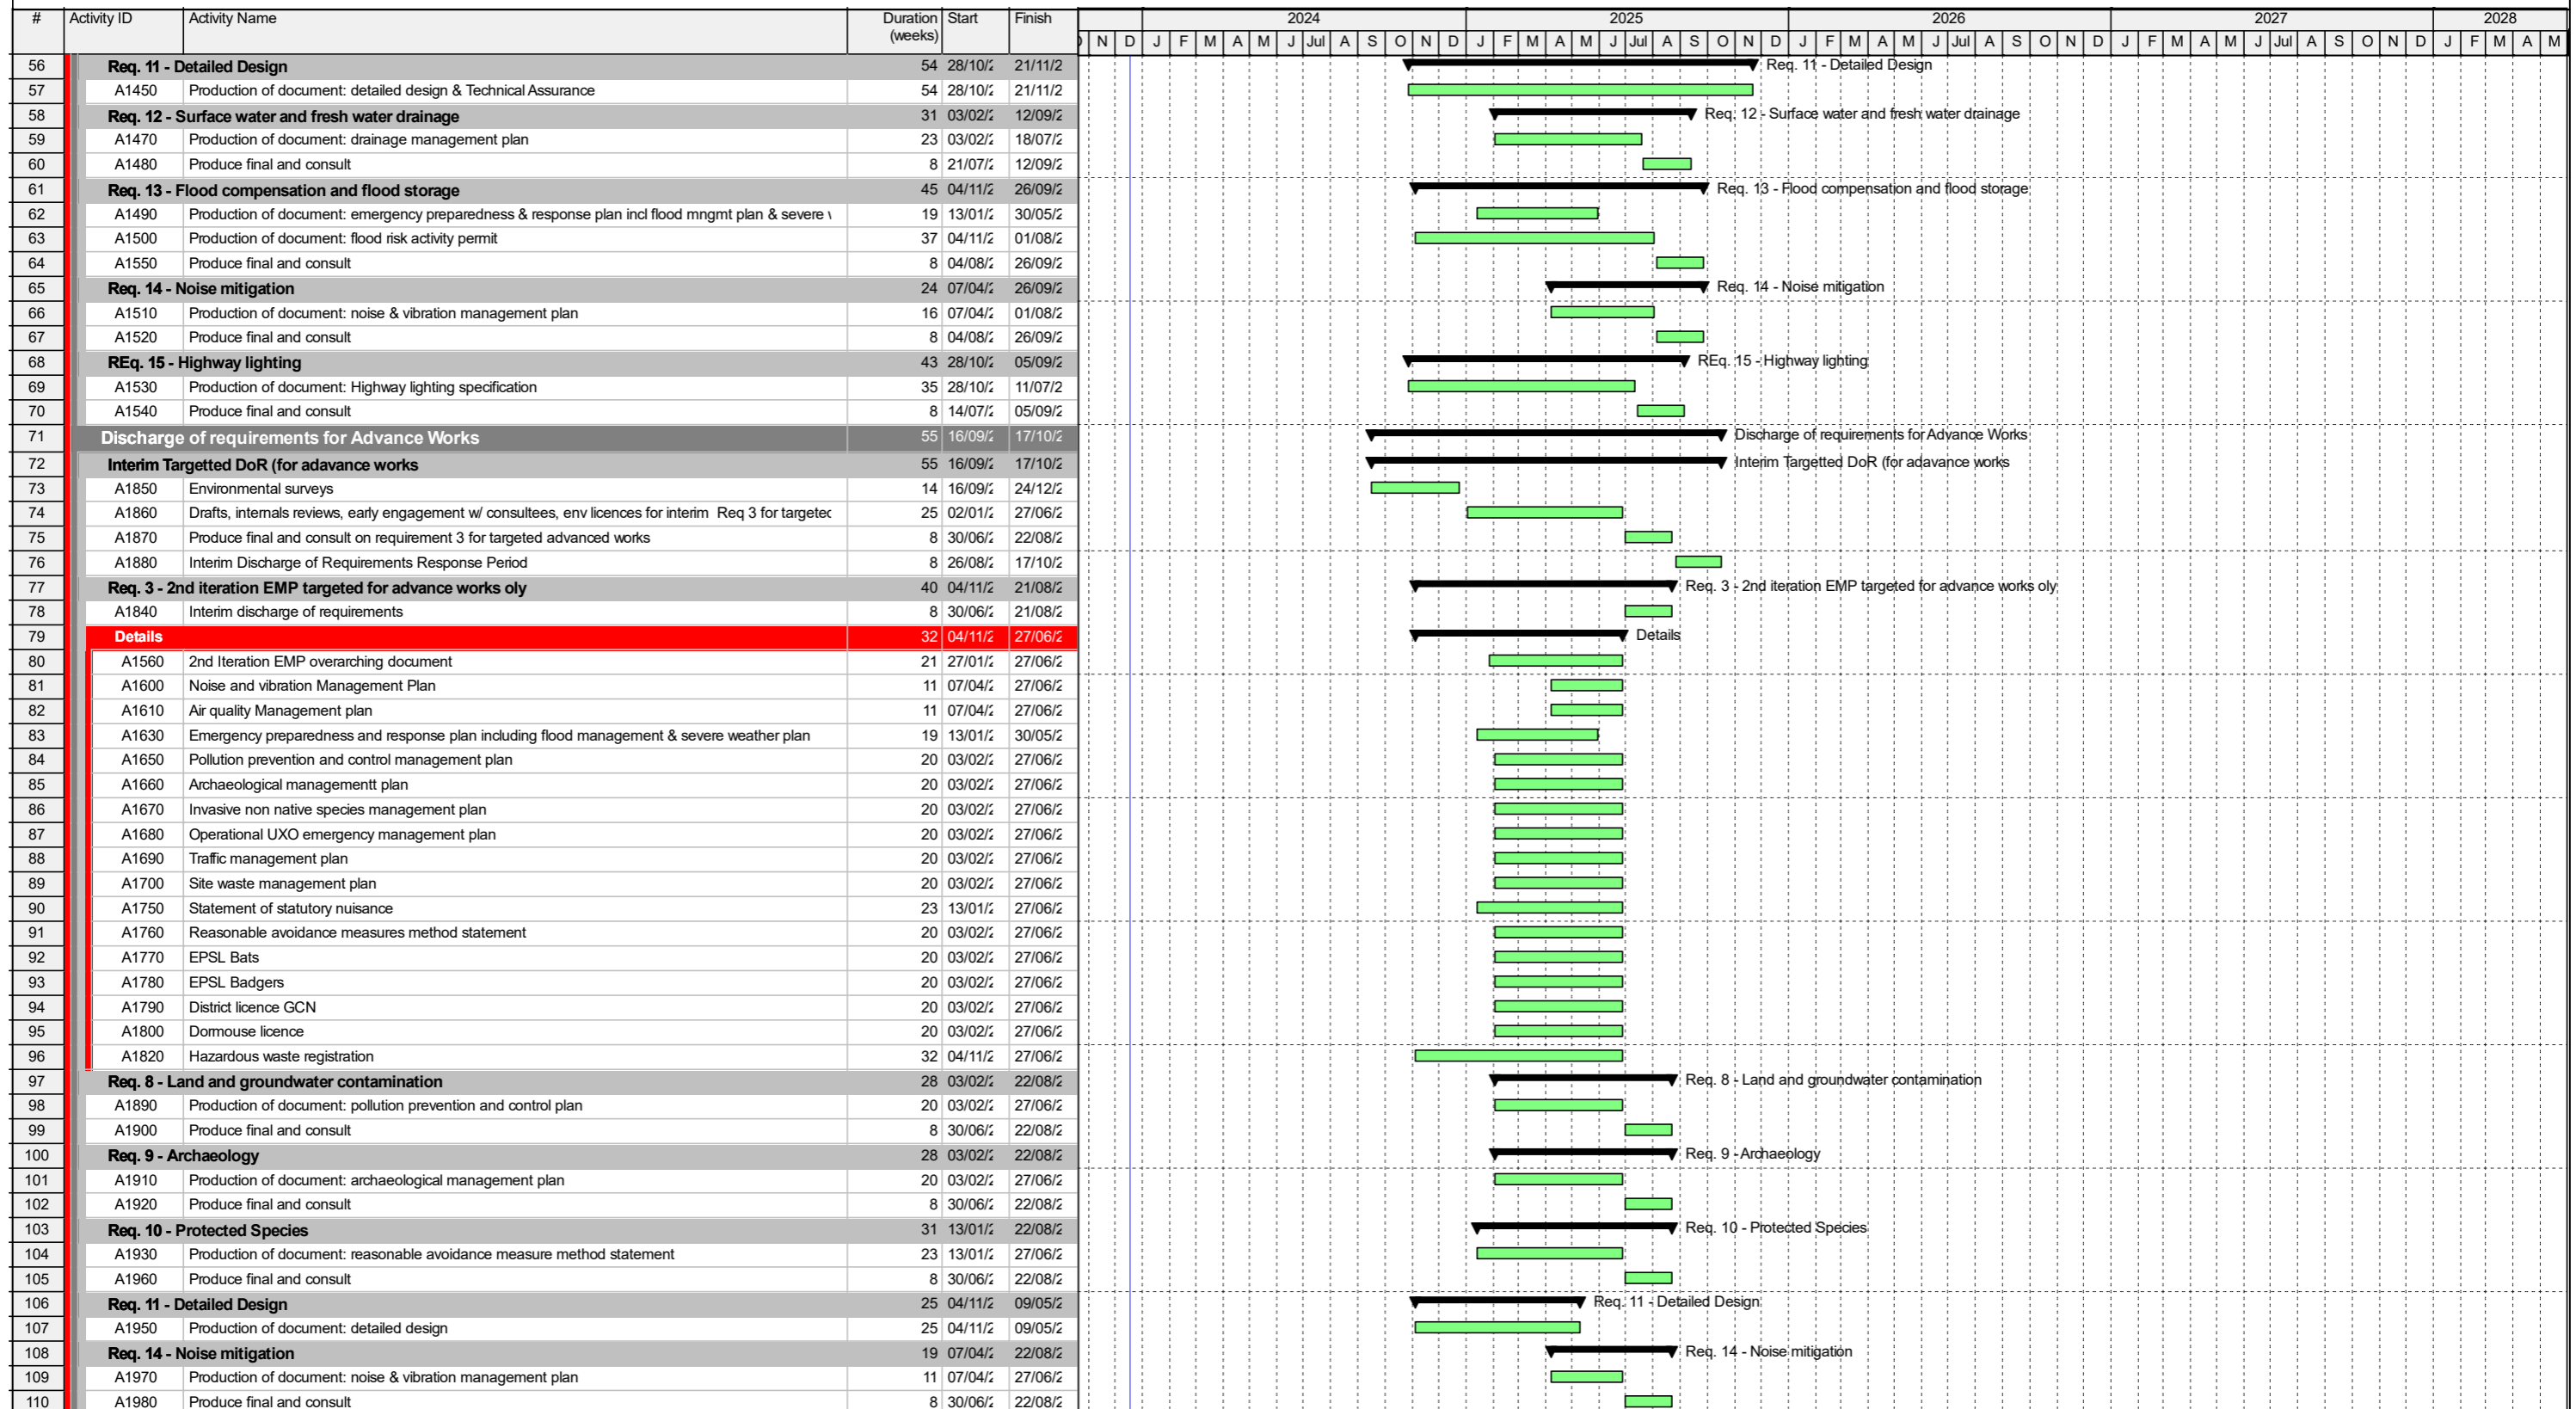 # Activity ID Activity Name Duration (weeks) Start Finish 2024 2025 2026 2027 2028
N D J F M A M J Jul A S O N D J F M A M J Jul A S O N D J F M A M J Jul A S O N D J F M A M J Jul A S O N D J F M A M
56 Req. 11 - Detailed Design 54 28/10/2 21/11/2 Req. 11 - Detailed Design
57 A1450 Production of document: detailed design & Technical Assurance 54 28/10/2 21/11/2
58 Req. 12 - Surface water and fresh water drainage 31 03/02/2 12/09/2 Req. 12 - Surface water and fresh water drainage
59 A1470 Production of document: drainage management plan 23 03/02/2 18/07/2
60 A1480 Produce final and consult 8 21/07/2 12/09/2
61 Req. 13 - Flood compensation and flood storage 45 04/11/2 26/09/2 Req. 13 - Flood compensation and flood storage
62 A1490 Production of document: emergency preparedness & response plan incl flood mngmt plan & severe 19 13/01/2 30/05/2
63 A1500 Production of document: flood risk activity permit 37 04/11/2 01/08/2
64 A1550 Produce final and consult 8 04/08/2 26/09/2
65 Req. 14 - Noise mitigation 24 07/04/2 26/09/2 Req. 14 - Noise mitigation
66 A1510 Production of document: noise & vibration management plan 16 07/04/2 01/08/2
67 A1520 Produce final and consult 8 04/08/2 26/09/2
68 REq. 15 - Highway lighting 43 28/10/2 05/09/2 REq. 15 - Highway lighting
69 A1530 Production of document: Highway lighting specification 35 28/10/2 11/07/2
70 A1540 Produce final and consult 8 14/07/2 05/09/2
71 Discharge of requirements for Advance Works 55 16/09/2 17/10/2 Discharge of requirements for Advance Works
72 Interim Targetted DoR (for adavance works 55 16/09/2 17/10/2 Interim Targetted DoR (for adavance works
73 A1850 Environmental surveys 14 16/09/2 24/12/2
74 A1860 Drafts, internals reviews, early engagement w/ consultees, env licences for interim Req 3 for targetec 25 02/01/2 27/06/2
75 A1870 Produce final and consult on requirement 3 for targeted advanced works 8 30/06/2 22/08/2
76 A1880 Interim Discharge of Requirements Response Period 8 26/08/2 17/10/2
77 Req. 3 - 2nd iteration EMP targeted for advance works oly 40 04/11/2 21/08/2 Req. 3 - 2nd iteration EMP targeted for advance works oly
78 A1840 Interim discharge of requirements 8 30/06/2 21/08/2
79 Details 32 04/11/2 27/06/2 Details
80 A1560 2nd Iteration EMP overarching document 21 27/01/2 27/06/2
81 A1600 Noise and vibration Management Plan 11 07/04/2 27/06/2
82 A1610 Air quality Management plan 11 07/04/2 27/06/2
83 A1630 Emergency preparedness and response plan including flood management & severe weather plan 19 13/01/2 30/05/2
84 A1650 Pollution prevention and control management plan 20 03/02/2 27/06/2
85 A1660 Archaeological managementt plan 20 03/02/2 27/06/2
86 A1670 Invasive non native species management plan 20 03/02/2 27/06/2
87 A1680 Operational UXO emergency management plan 20 03/02/2 27/06/2
88 A1690 Traffic management plan 20 03/02/2 27/06/2
89 A1700 Site waste management plan 20 03/02/2 27/06/2
90 A1750 Statement of statutory nuisance 23 13/01/2 27/06/2
91 A1760 Reasonable avoidance measures method statement 20 03/02/2 27/06/2
92 A1770 EPSL Bats 20 03/02/2 27/06/2
93 A1780 EPSL Badgers 20 03/02/2 27/06/2
94 A1790 District licence GCN 20 03/02/2 27/06/2
95 A1800 Dormouse licence 20 03/02/2 27/06/2
96 A1820 Hazardous waste registration 32 04/11/2 27/06/2
97 Req. 8 - Land and groundwater contamination 28 03/02/2 22/08/2 Req. 8 - Land and groundwater contamination
98 A1890 Production of document: pollution prevention and control plan 20 03/02/2 27/06/2
99 A1900 Produce final and consult 8 30/06/2 22/08/2
100 Req. 9 - Archaeology 28 03/02/2 22/08/2 Req. 9 - Archaeology
101 A1910 Production of document: archaeological management plan 20 03/02/2 27/06/2
102 A1920 Produce final and consult 8 30/06/2 22/08/2
103 Req. 10 - Protected Species 31 13/01/2 22/08/2 Req. 10 - Protected Species
104 A1930 Production of document: reasonable avoidance measure method statement 23 13/01/2 27/06/2
105 A1960 Produce final and consult 8 30/06/2 22/08/2
106 Req. 11 - Detailed Design 25 04/11/2 09/05/2 Req. 11 - Detailed Design
107 A1950 Production of document: detailed design 25 04/11/2 09/05/2
108 Req. 14 - Noise mitigation 19 07/04/2 22/08/2 Req. 14 - Noise mitigation
109 A1970 Production of document: noise & vibration management plan 11 07/04/2 27/06/2
110 A1980 Produce final and consult 8 30/06/2 22/08/2